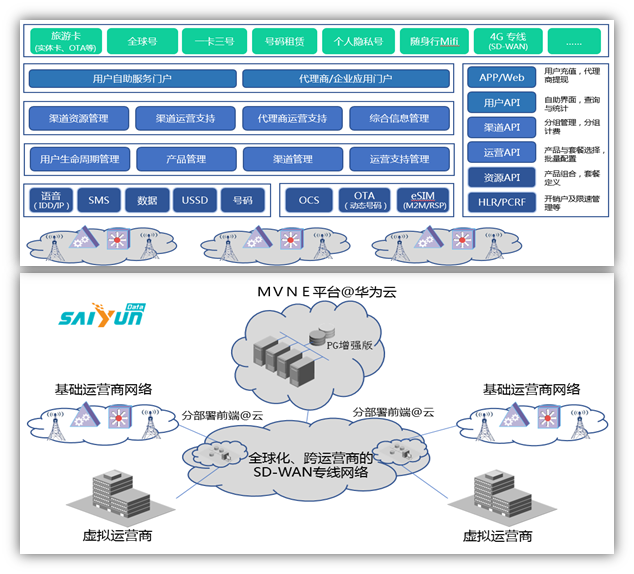 旅游卡
(实体卡、OTA等)
全球号
一卡三号
号码租赁
个人隐私号
随身行Mifi
4G 专线
(SD-WAN)
......
用户自助服务门户
代理商/企业应用门户
渠道资源管理
渠道运营支持
代理商运营支持
综合信息管理
用户生命周期管理
产品管理
渠道管理
运营支持管理
语音
(IDD/IP)
SMS
数据
USSD
号码
OCS
OTA
(动态号码)
eSIM
(M2M/RSP)
APP/Web
用户充值，代理
商提现
用户API
自助界面，查询
与统计
渠道API
分组管理，分组
计费
运营API
产品与套餐选择，
批量配置
资源API
产品组合，套餐
定义
HLR/PCRF
开销户及限速管
理等
MVNE平台@华为云
SAIYUN
Data
PG增强版
基础运营商网络
基础运营商网络
分部署前端@云
分部署前端@云
全球化、跨运营商的
SD-WAN专线网络
虚拟运营商
虚拟运营商